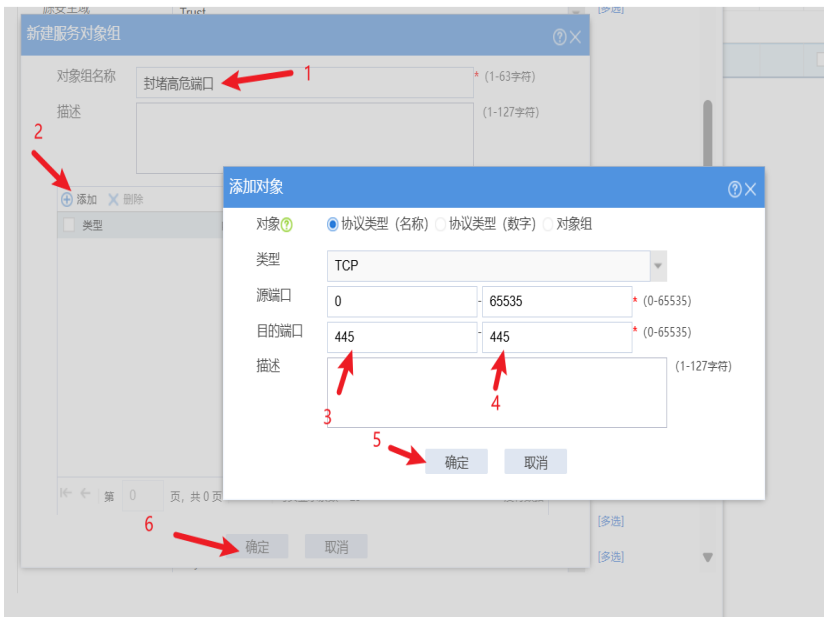 Trust
[多选]
新建服务对象组
对象组名称
封堵高危端口
* (1-63字符)
1
描述
(1-127字符)
2
添加
删除
类型
添加对象
对象
协议类型 (名称)
协议类型 (数字)
对象组
类型
TCP
源端口
0
-
65535
* (0-65535)
目的端口
445
-
445
* (0-65535)
描述
(1-127字符)
3
4
5
确定
取消
第
0
页, 共 0 页
6
确定
取消
[多选]
[多选]